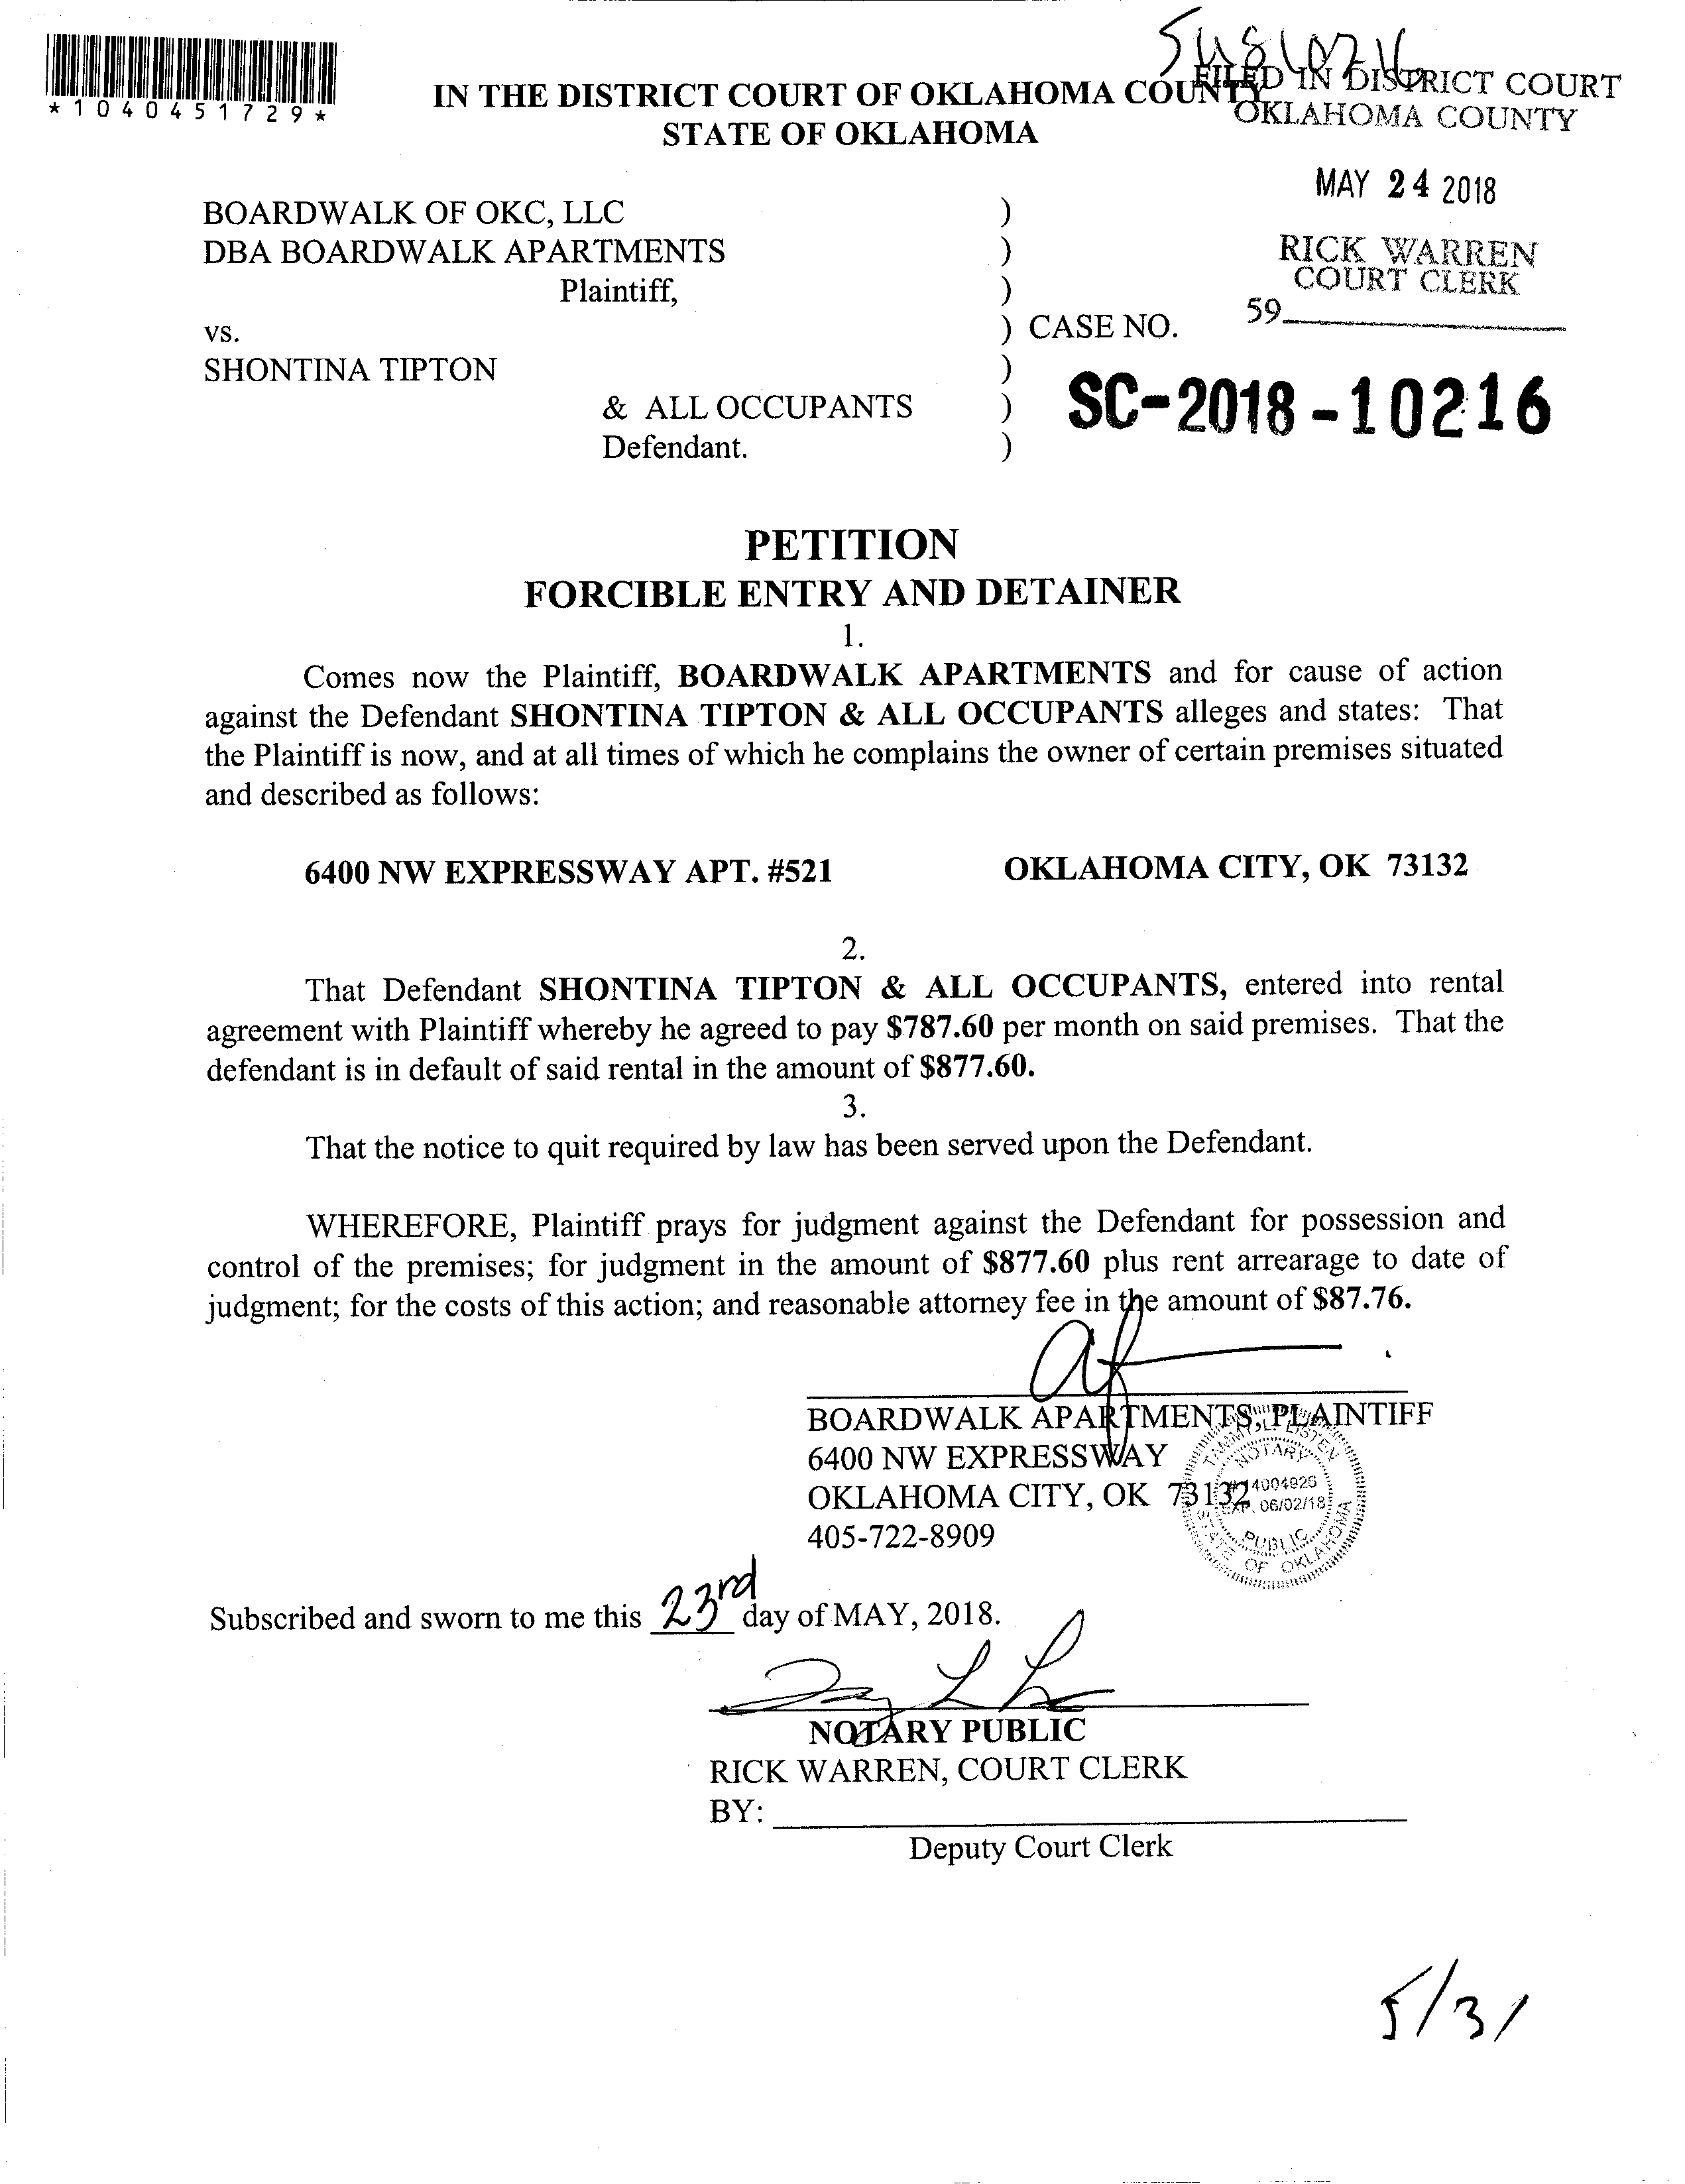 *1040451729*
IN THE DISTRICT COURT OF OKLAHOMA COUNTY
STATE OF OKLAHOMA
FILED IN DISTRICT COURT
OKLAHOMA COUNTY
MAY 24 2018
RICK WARREN
COURT CLERK
59
BOARDWALK OF OKC, LLC )
DBA BOARDWALK APARTMENTS )
Plaintiff, )
vs. ) CASE NO.
SHONTINA TIPTON )
& ALL OCCUPANTS )
Defendant. )
SC-2018-10216
PETITION
FORCIBLE ENTRY AND DETAINER
1.
Comes now the Plaintiff, BOARDWALK APARTMENTS and for cause of action
against the Defendant SHONTINA TIPTON & ALL OCCUPANTS alleges and states: That
the Plaintiff is now, and at all times of which he complains the owner of certain premises situated
and described as follows:
6400 NW EXPRESSWAY APT. #521 OKLAHOMA CITY, OK 73132
2.
That Defendant SHONTINA TIPTON & ALL OCCUPANTS, entered into rental
agreement with Plaintiff whereby he agreed to pay $787.60 per month on said premises. That the
defendant is in default of said rental in the amount of $877.60.
3.
That the notice to quit required by law has been served upon the Defendant.
WHEREFORE, Plaintiff prays for judgment against the Defendant for possession and
control of the premises; for judgment in the amount of $877.60 plus rent arrearage to date of
judgment; for the costs of this action; and reasonable attorney fee in the amount of $87.76.
BOARDWALK APARTMENTS, PLAINTIFF
6400 NW EXPRESSWAY
OKLAHOMA CITY, OK 73132
405-722-8909
NOTARY
EXP. 06/02/18
PUBLIC
STATE OF OKLAHOMA
Subscribed and sworn to me this 23rd day of MAY, 2018.
NOTARY PUBLIC
RICK WARREN, COURT CLERK
BY:
Deputy Court Clerk
5/31